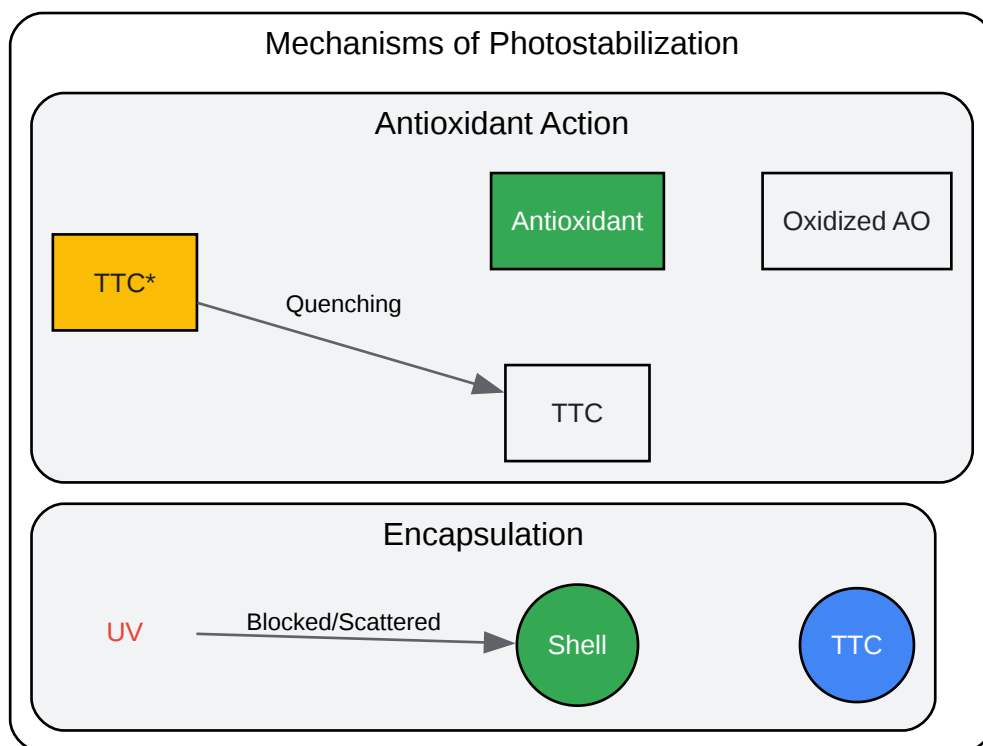 Mechanisms of Photostabilization
Antioxidant Action
Antioxidant
Oxidized AO
TTC*
Quenching
TTC
Encapsulation
UV
Blocked/Scattered
Shell
TTC